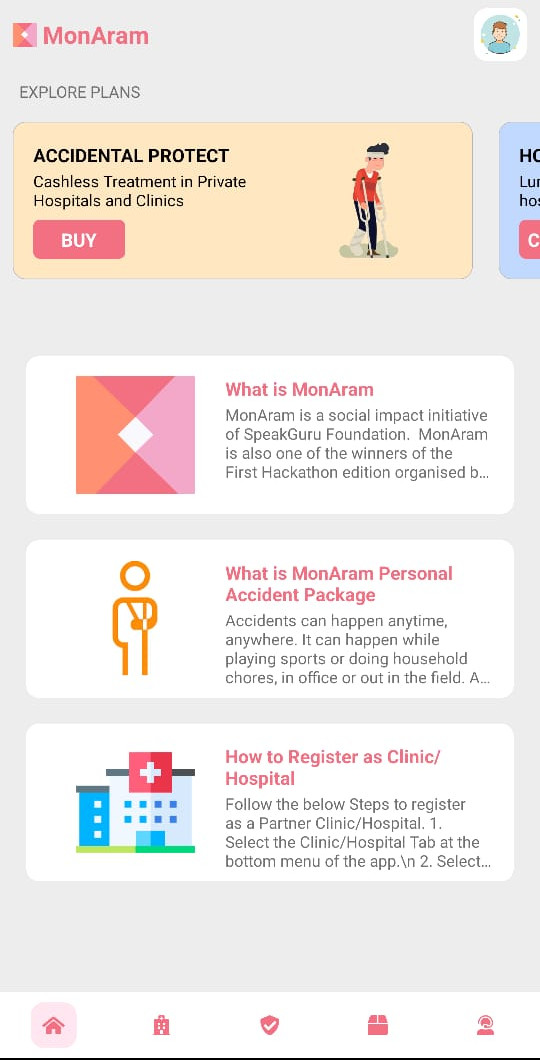 MonAram
EXPLORE PLANS
ACCIDENTAL PROTECT
Cashless Treatment in Private
Hospitals and Clinics
BUY
What is MonAram
MonAram is a social impact initiative
of SpeakGuru Foundation.  MonAram
is also one of the winners of the
First Hackathon edition organised b...
What is MonAram Personal
Accident Package
Accidents can happen anytime,
anywhere. It can happen while
playing sports or doing household
chores, in office or out in the field. A...
How to Register as Clinic/
Hospital
Follow the below Steps to register
as a Partner Clinic/Hospital. 1.
Select the Clinic/Hospital Tab at the
bottom menu of the app.\n 2. Select...